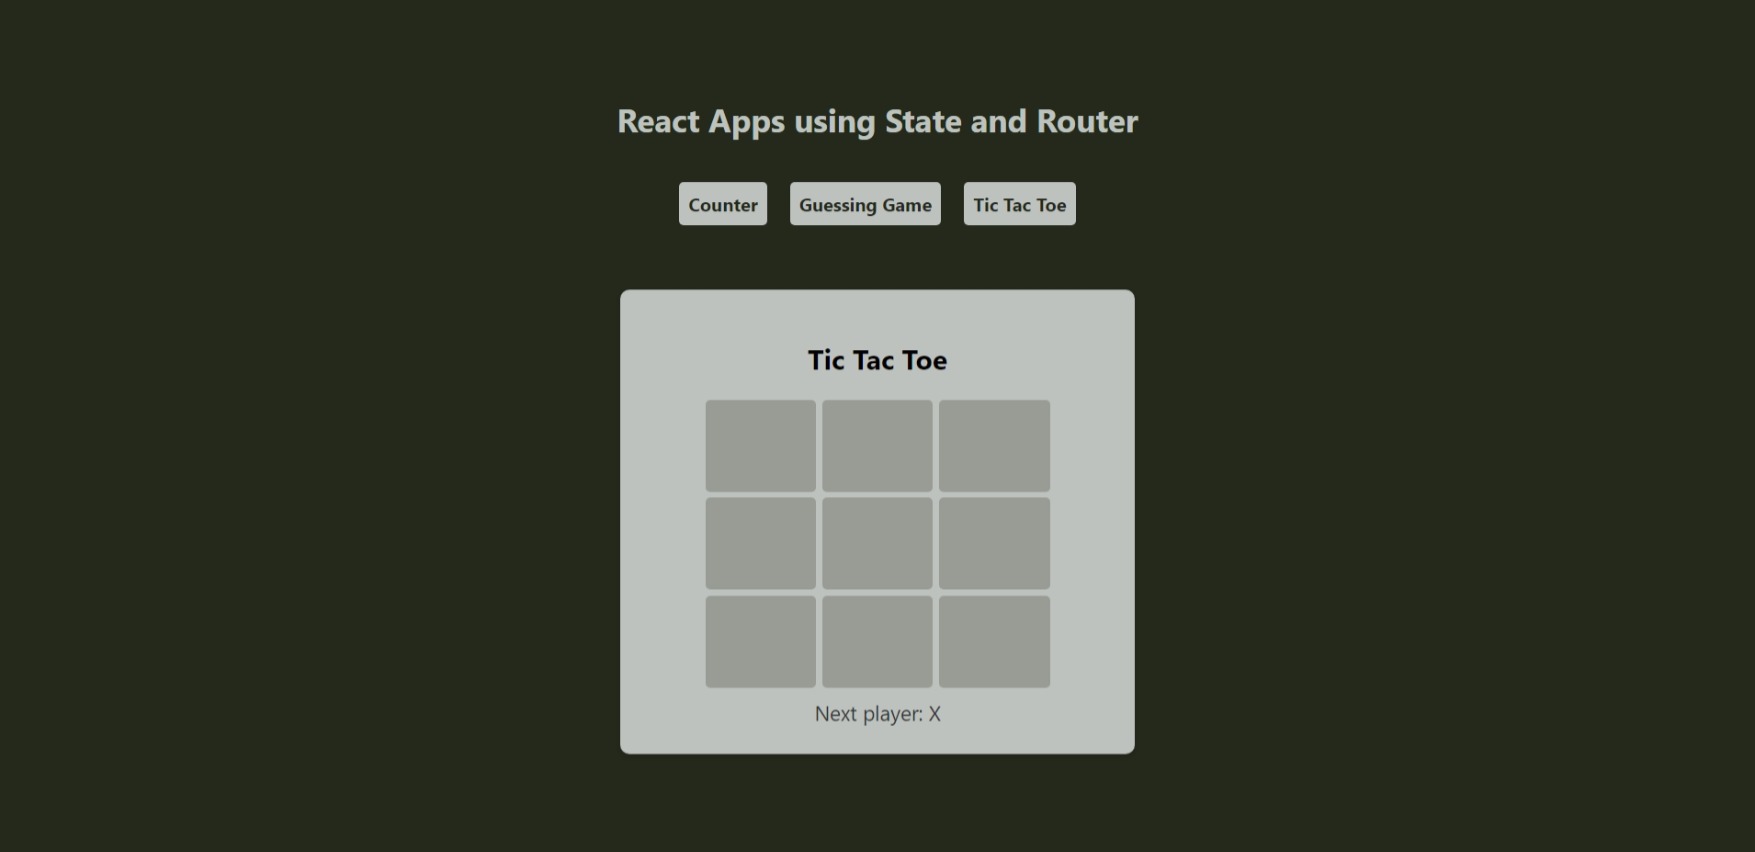 React Apps using State and Router
Counter Guessing Game Tic Tac Toe
Tic Tac Toe
Next player: X